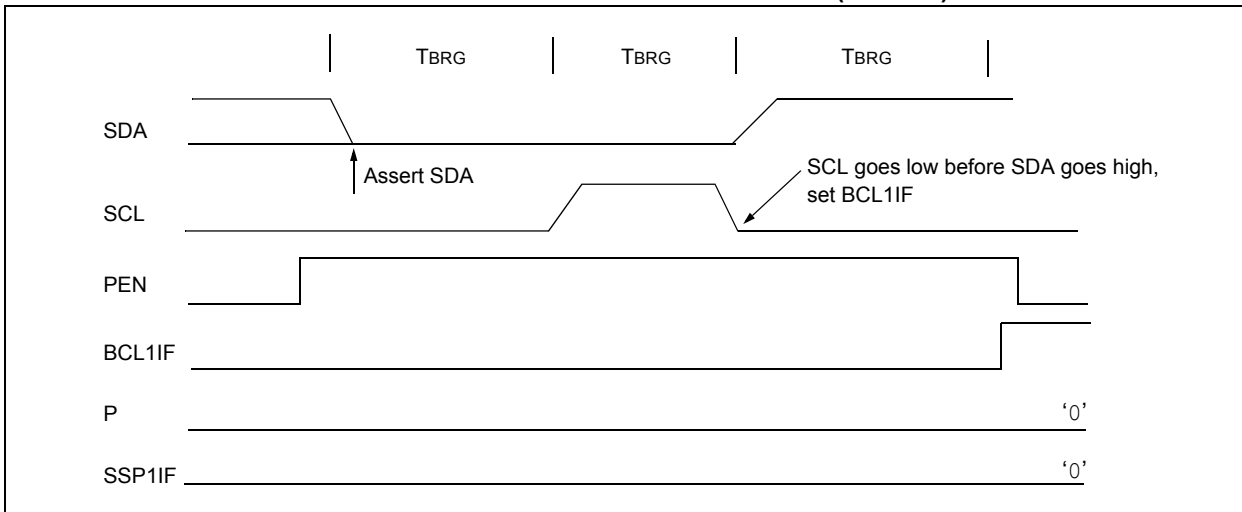 TBRG TBRG TBRG
SDA
Assert SDA
SCL goes low before SDA goes high,
set BCL1IF
SCL
PEN
BCL1IF
P ‘0’
SSP1IF ‘0’